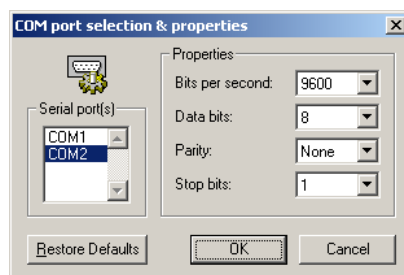 COM port selection & properties
Serial port(s)
COM1
COM2
Properties
Bits per second: 9600
Data bits: 8
Parity: None
Stop bits: 1
Restore Defaults
OK
Cancel